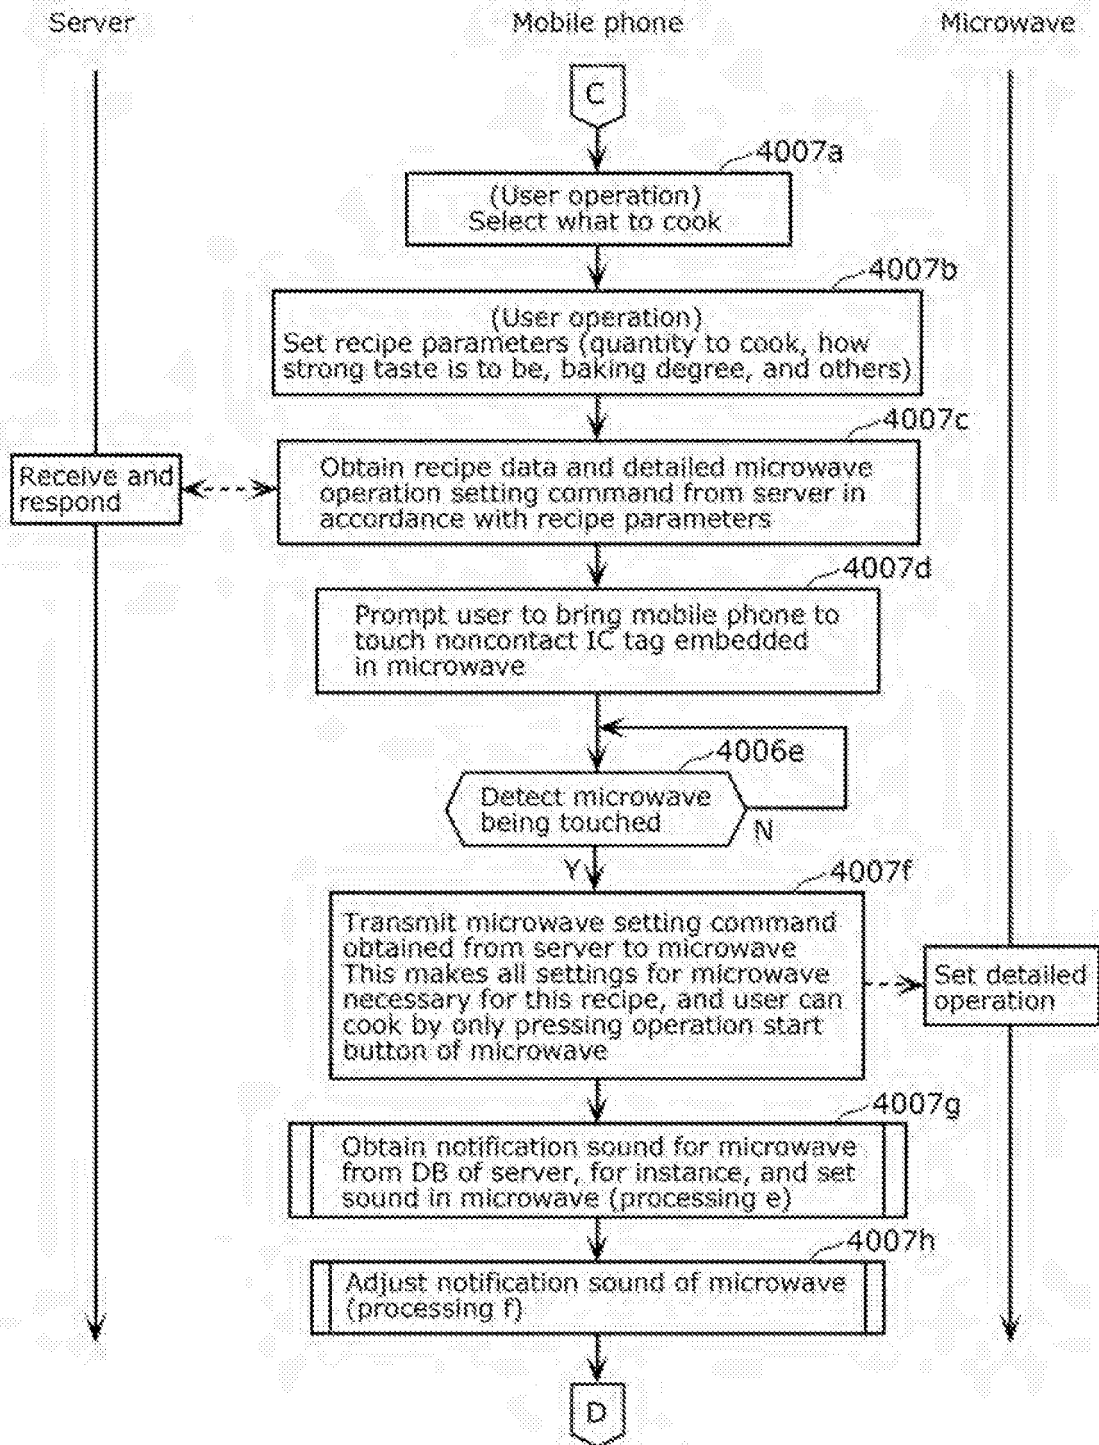 Server
Mobile phone
Microwave
C
4007a
(User operation)
Select what to cook
4007b
(User operation)
Set recipe parameters (quantity to cook, how
strong taste is to be, baking degree, and others)
4007c
Receive and
respond
Obtain recipe data and detailed microwave
operation setting command from server in
accordance with recipe parameters
4007d
Prompt user to bring mobile phone to
touch noncontact IC tag embedded
in microwave
4006e
Detect microwave
being touched
N
Y
4007f
Transmit microwave setting command
obtained from server to microwave
This makes all settings for microwave
necessary for this recipe, and user can
cook by only pressing operation start
button of microwave
Set detailed
operation
4007g
Obtain notification sound for microwave
from DB of server, for instance, and set
sound in microwave (processing e)
4007h
Adjust notification sound of microwave
(processing f)
D